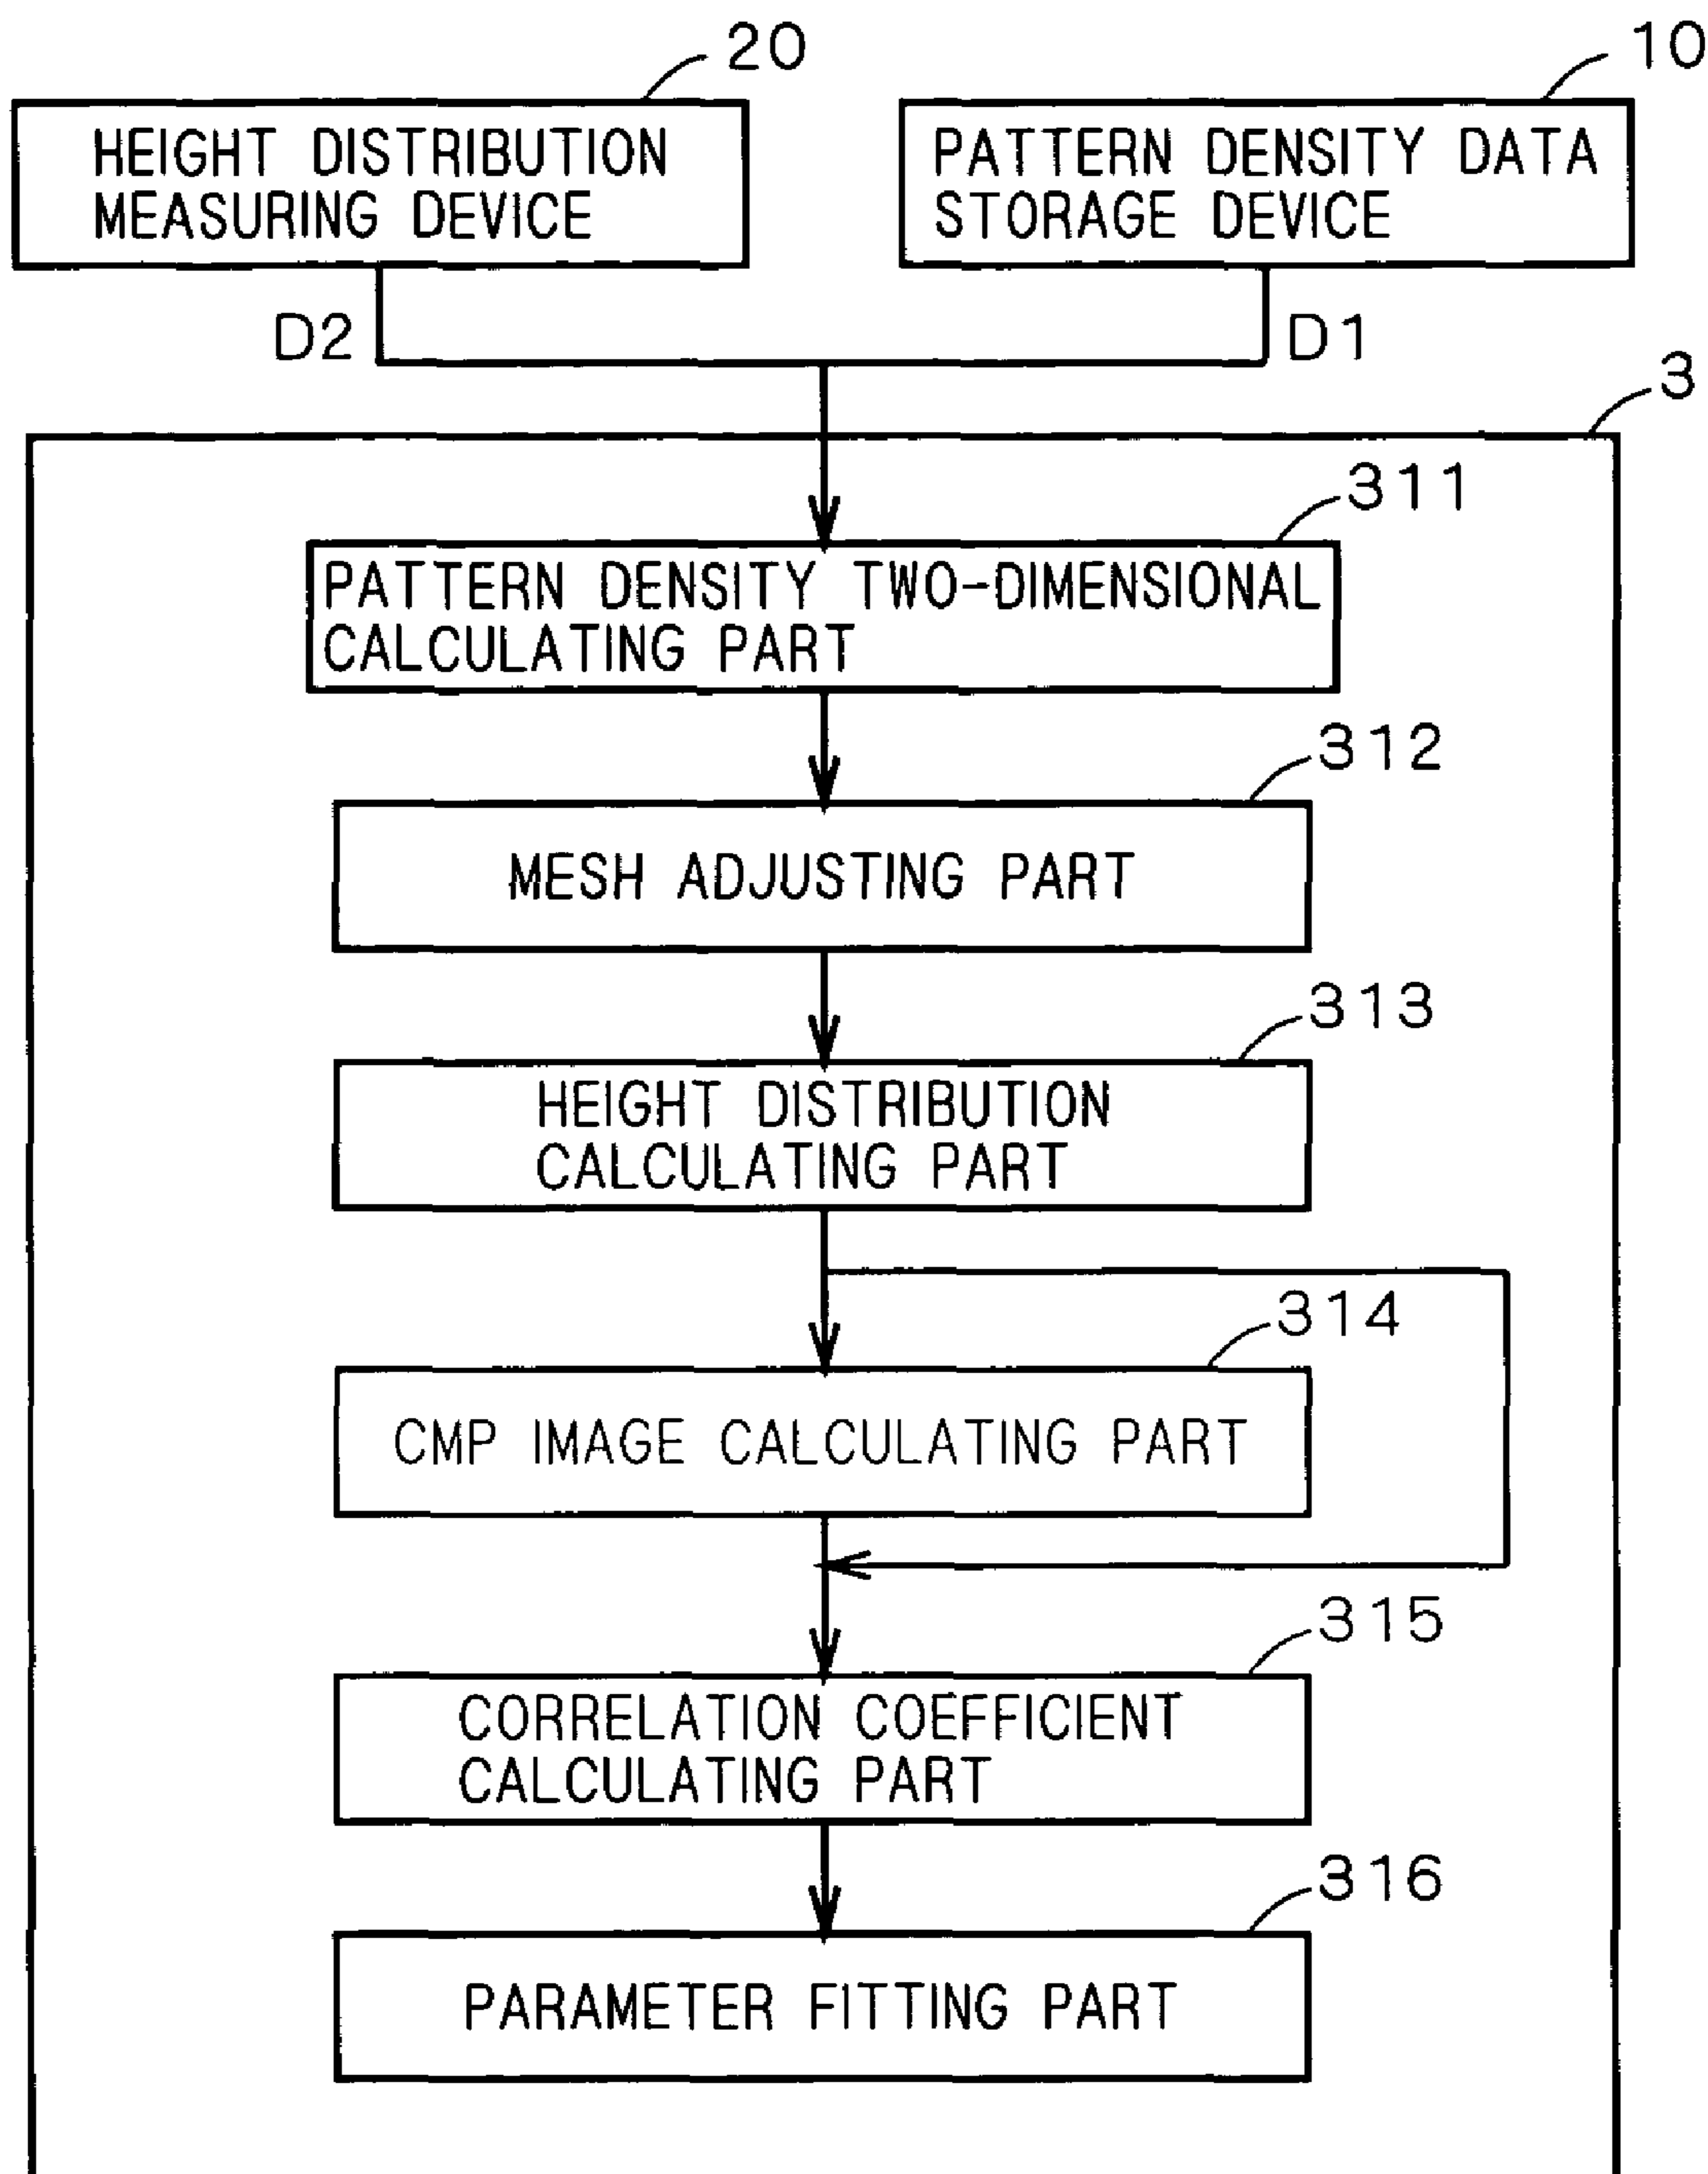 20
10
HEIGHT DISTRIBUTION
MEASURING DEVICE
PATTERN DENSITY DATA
STORAGE DEVICE
D2
D1
3
311
PATTERN DENSITY TWO-DIMENSIONAL
CALCULATING PART
312
MESH ADJUSTING PART
313
HEIGHT DISTRIBUTION
CALCULATING PART
314
CMP IMAGE CALCULATING PART
315
CORRELATION COEFFICIENT
CALCULATING PART
316
PARAMETER FITTING PART